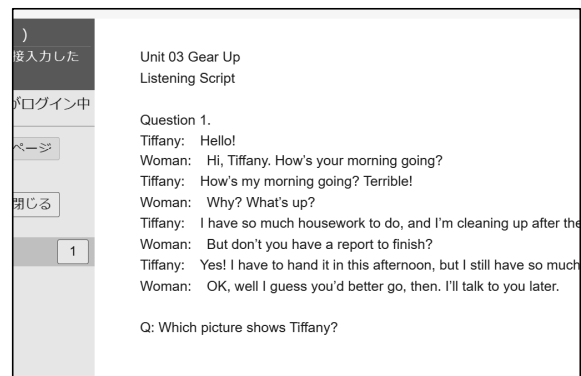 )
接入力した
がログイン中
ページ
閉じる
1
Unit 03 Gear Up
Listening Script
Question 1.
Tiffany: Hello!
Woman: Hi, Tiffany. How's your morning going?
Tiffany: How's my morning going? Terrible!
Woman: Why? What's up?
Tiffany: I have so much housework to do, and I'm cleaning up after the
Woman: But don't you have a report to finish?
Tiffany: Yes! I have to hand it in this afternoon, but I still have so much
Woman: OK, well I guess you'd better go, then. I'll talk to you later.
Q: Which picture shows Tiffany?